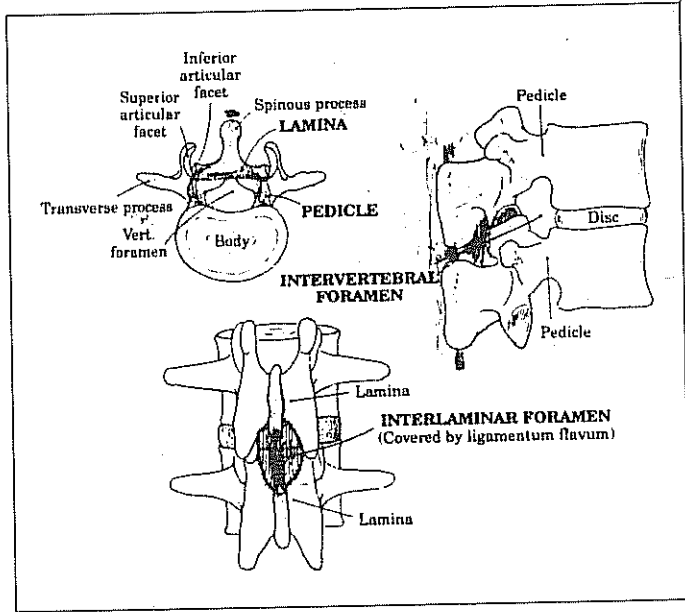 Inferior
articular
facet
Superior
articular
facet
Spinous process
LAMINA
Transverse process
Vert.
foramen
PEDICLE
Body
INTERVERTEBRAL
FORAMEN
Pedicle
Disc
Pedicle
Lamina
INTERLAMINAR FORAMEN
(Covered by ligamentum flavum)
Lamina